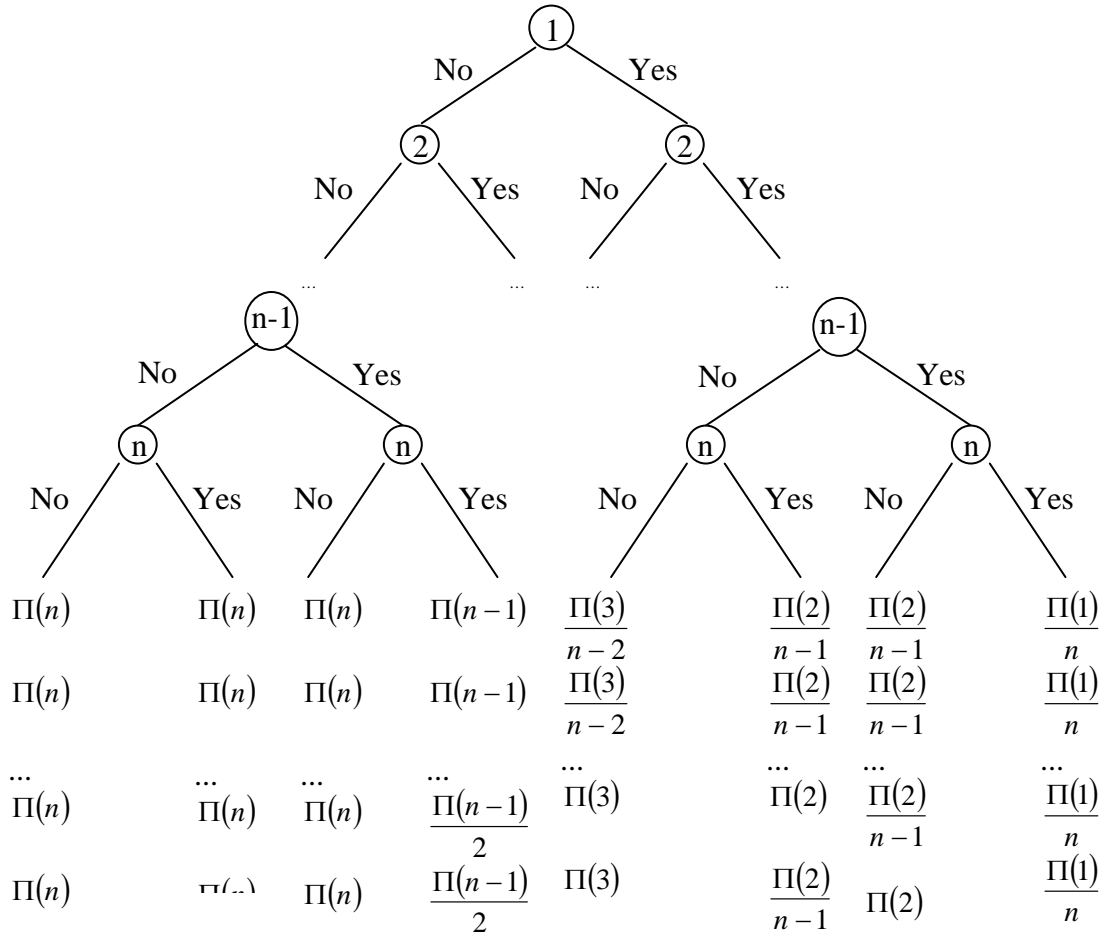 1
No Yes
2 2
No Yes No Yes
... ... ... ...
n-1 n-1
No Yes No Yes
n n n n
No Yes No Yes No Yes No Yes
Π(n) Π(n) Π(n) Π(n − 1) Π(3)/(n − 2) Π(2)/(n − 1) Π(2)/(n − 1) Π(1)/n
Π(n) Π(n) Π(n) Π(n − 1) Π(3)/(n − 2) Π(2)/(n − 1) Π(2)/(n − 1) Π(1)/n
... ... ... ... ... ... ... ...
Π(n) Π(n) Π(n) Π(n − 1)/2 Π(3) Π(2) Π(2)/(n − 1) Π(1)/n
Π(n) Π(n) Π(n − 1)/2 Π(3) Π(2)/(n − 1) Π(2) Π(1)/n